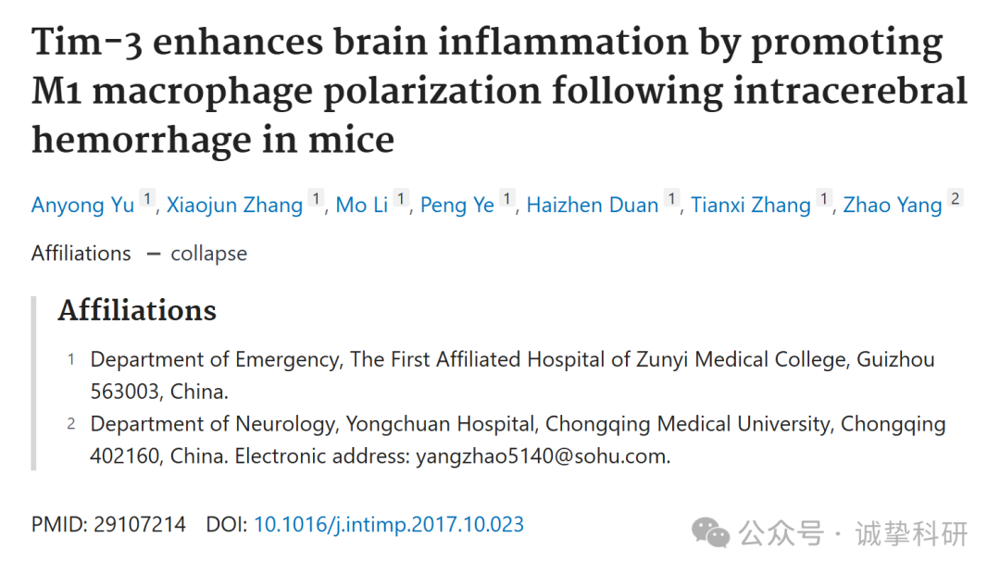 Tim-3 enhances brain inflammation by promoting
M1 macrophage polarization following intracerebral
hemorrhage in mice
Anyong Yu 1, Xiaojun Zhang 1, Mo Li 1, Peng Ye 1, Haizhen Duan 1, Tianxi Zhang 1, Zhao Yang 2
Affiliations — collapse
Affiliations
1 Department of Emergency, The First Affiliated Hospital of Zunyi Medical College, Guizhou
563003, China.
2 Department of Neurology, Yongchuan Hospital, Chongqing Medical University, Chongqing
402160, China. Electronic address: yangzhao5140@sohu.com.
PMID: 29107214 DOI: 10.1016/j.intimp.2017.10.023
公众号 · 诚挚科研